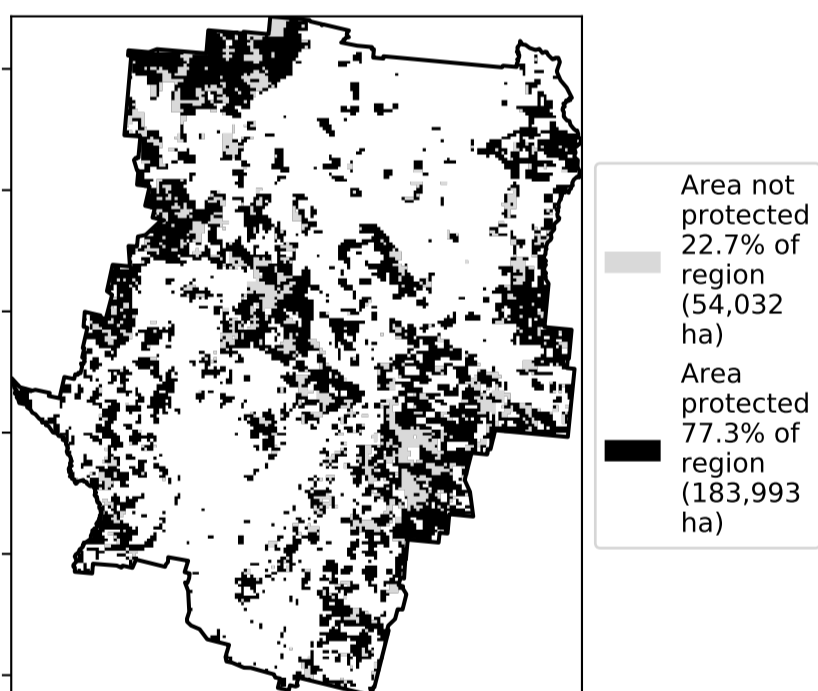 Area not
protected
22.7% of
region
(54,032
ha)
Area
protected
77.3% of
region
(183,993
ha)